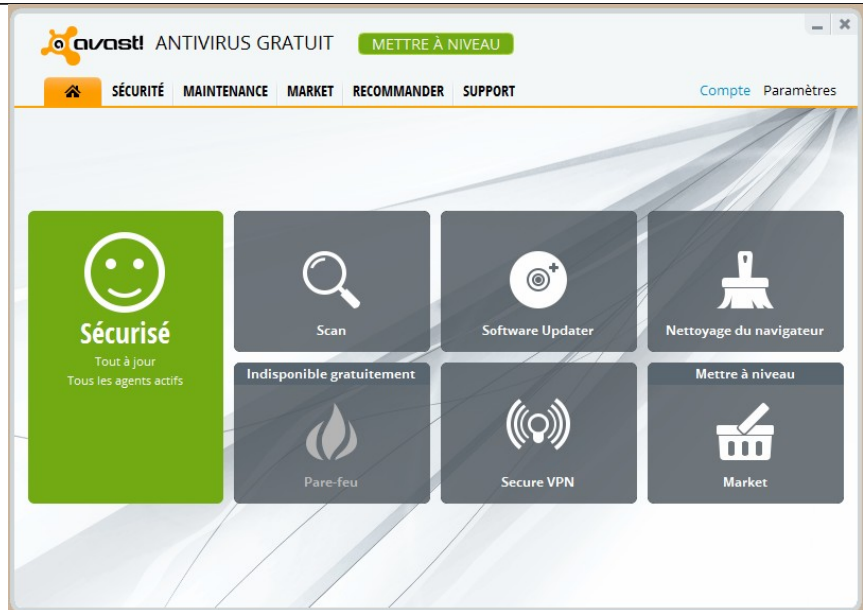 avast! ANTIVIRUS GRATUIT METTRE À NIVEAU
SÉCURITÉ MAINTENANCE MARKET RECOMMANDER SUPPORT Compte Paramètres
Sécurisé
Tout à jour
Tous les agents actifs
Scan
Software Updater
Nettoyage du navigateur
Indisponible gratuitement
Pare-feu
Secure VPN
Mettre à niveau
Market